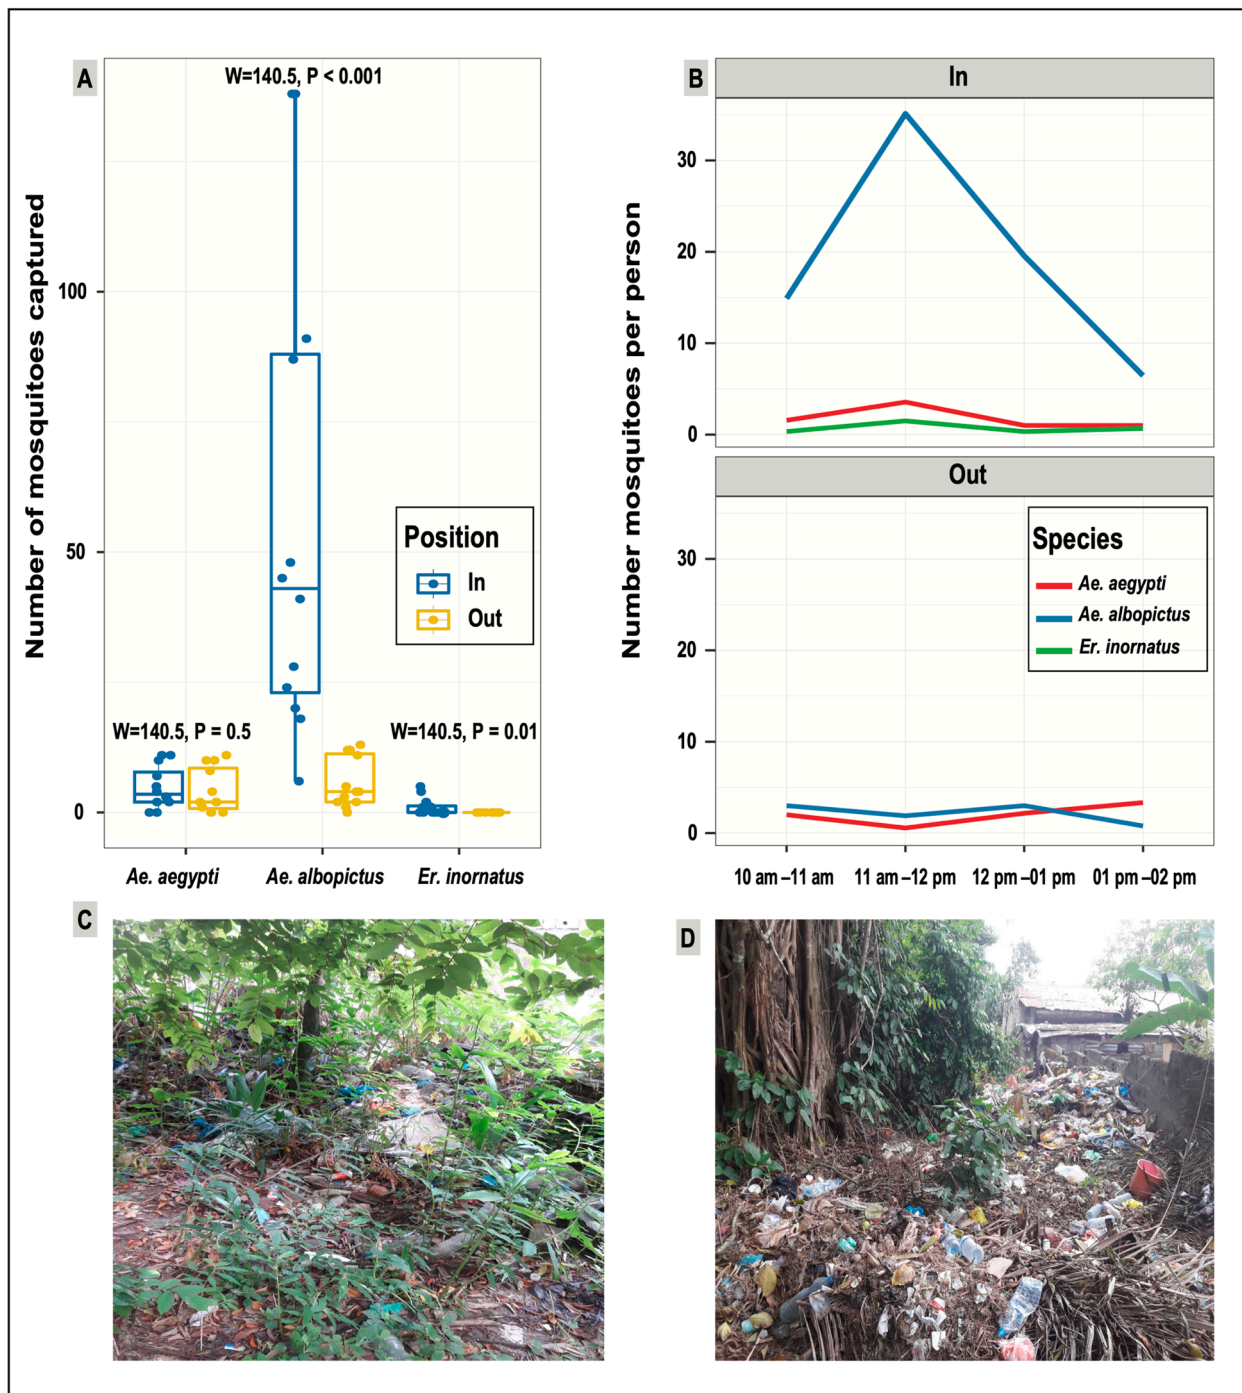 A
W=140.5, P < 0.001
Number of mosquitoes captured
100
50
0
Position
In
Out
W=140.5, P = 0.5
W=140.5, P = 0.01
Ae. aegypti
Ae. albopictus
Er. inornatus
B
In
Number mosquitoes per person
30
20
10
0
Out
30
20
10
0
Species
Ae. aegypti
Ae. albopictus
Er. inornatus
10 am –11 am
11 am–12 pm
12 pm–01 pm
01 pm–02 pm
C
D